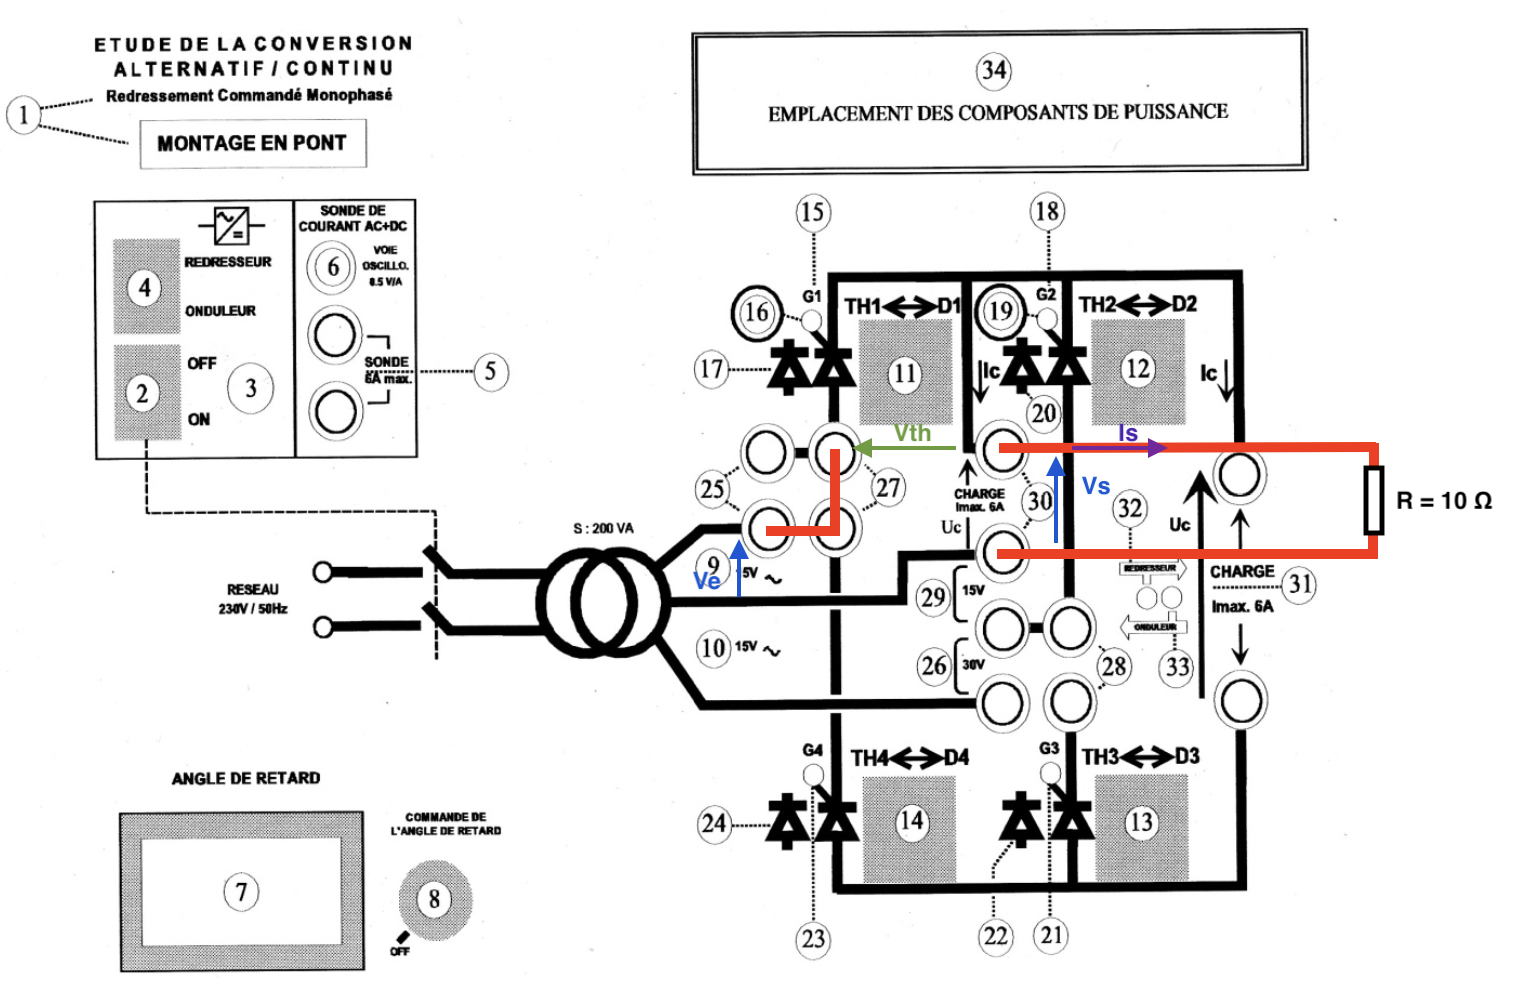 ETUDE DE LA CONVERSION
ALTERNATIF / CONTINU
Redressement Commandé Monophasé
1
MONTAGE EN PONT
34
EMPLACEMENT DES COMPOSANTS DE PUISSANCE
SONDE DE
COURANT AC+DC
VOIE
OSCILLO.
0.5 V/A
6
4
REDRESSEUR
ONDULEUR
2
OFF
3
ON
SONDE
6A max.
5
15
18
G1
16
TH1 D1
G2
19
TH2 D2
17
11
Ic
20
12
Ic
Vth
Is
25
27
CHARGE
Imax. 6A
Uc
30
Vs
32
Uc
R = 10 Ω
S : 200 VA
9
5V
Ve
RESEAU
230V / 50Hz
29
15V
REDRESSEUR
CHARGE
Imax. 6A
31
ONDULEUR
10
15V
26
30V
28
33
G4
TH4 D4
G3
TH3 D3
24
14
13
23
22
21
ANGLE DE RETARD
7
COMMANDE DE
L'ANGLE DE RETARD
8
OFF